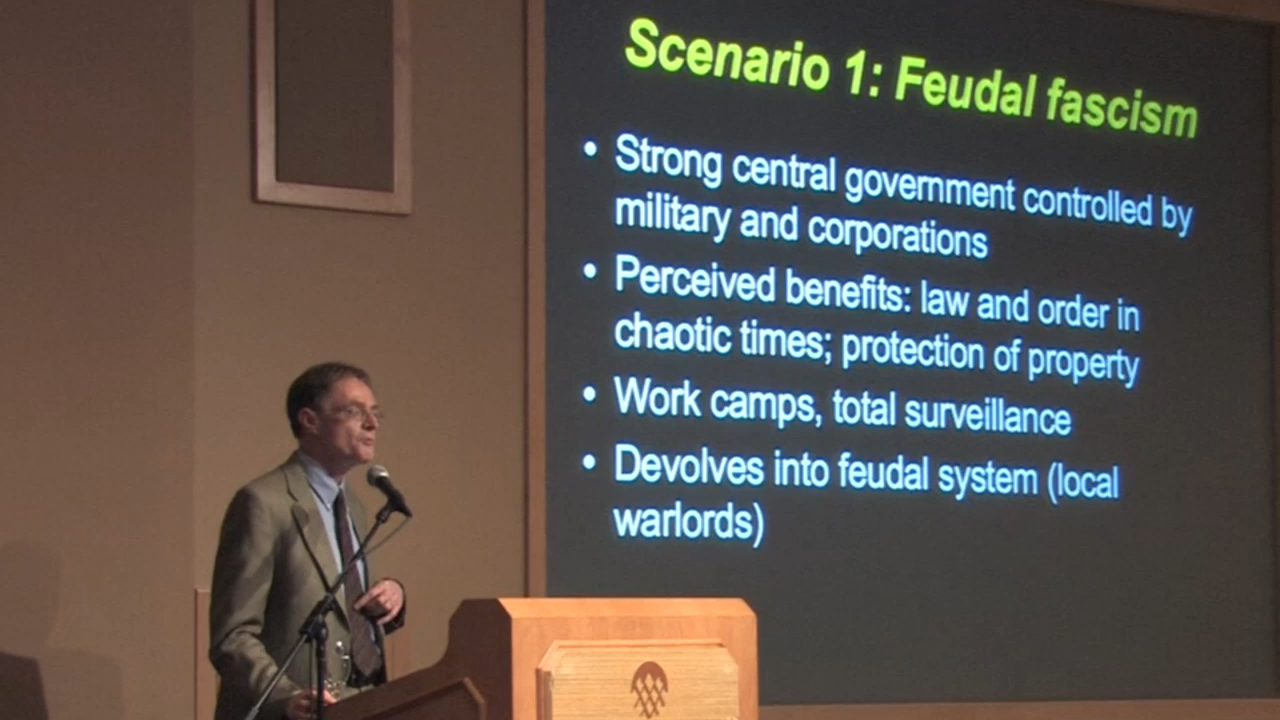 Scenario 1: Feudal fascism
• Strong central government controlled by
military and corporations
• Perceived benefits: law and order in
chaotic times; protection of property
• Work camps, total surveillance
• Devolves into feudal system (local
warlords)